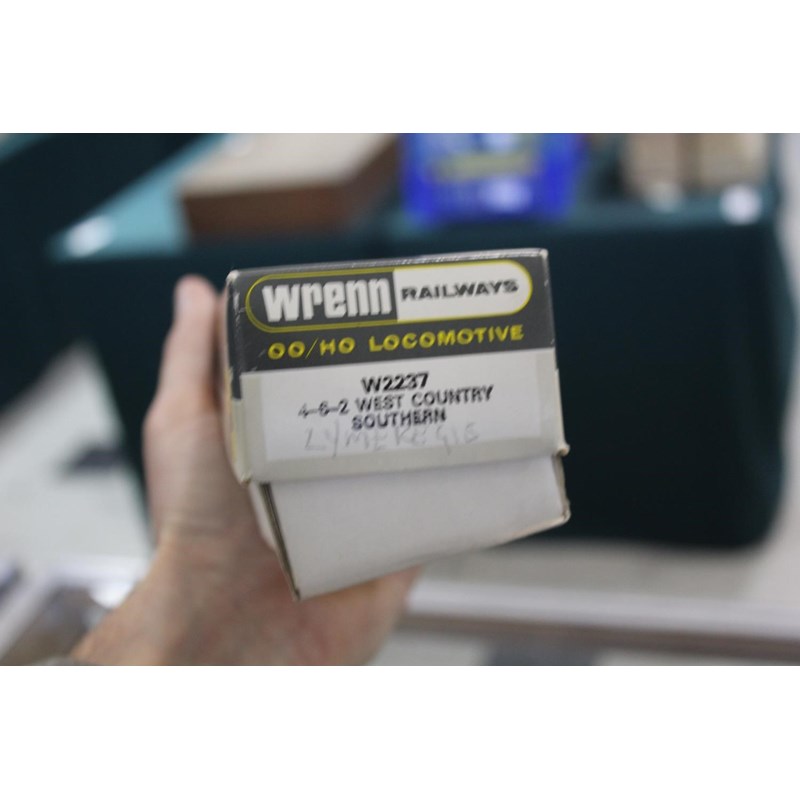 wrenn RAILWAYS
OO/HO LOCOMOTIVE
W2237
4-6-2 WEST COUNTRY
SOUTHERN
LYME REGIS